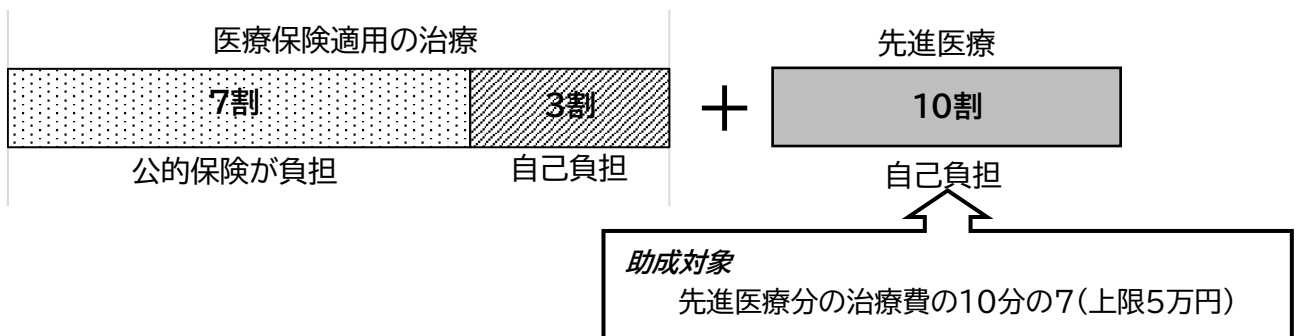 医療保険適用の治療
先進医療
7割
3割
＋
10割
公的保険が負担
自己負担
自己負担
助成対象
先進医療分の治療費の10分の7(上限5万円)